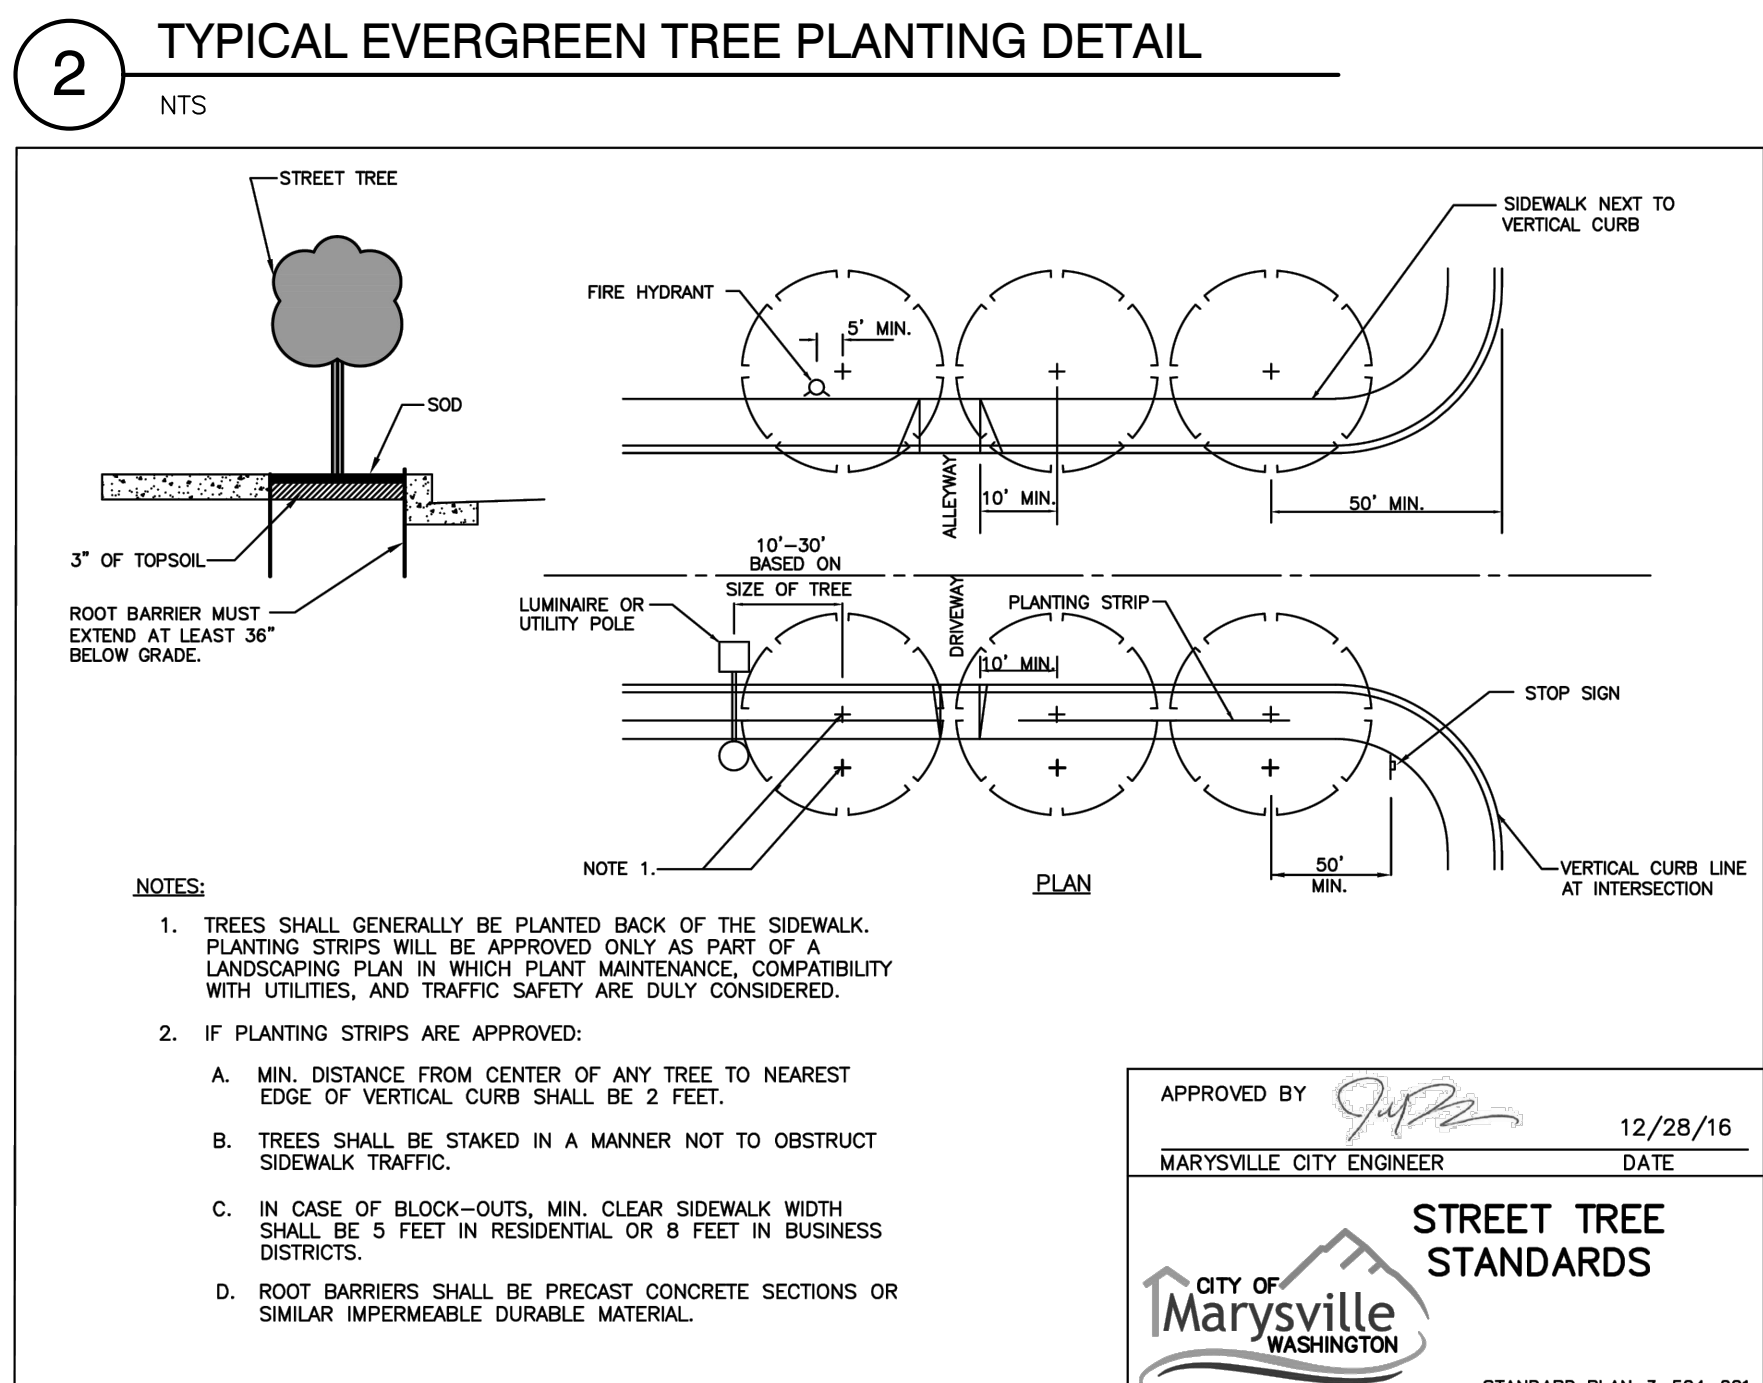 2
TYPICAL EVERGREEN TREE PLANTING DETAIL
NTS
STREET TREE
SOD
3" OF TOPSOIL
ROOT BARRIER MUST
EXTEND AT LEAST 36"
BELOW GRADE.
SIDEWALK NEXT TO
VERTICAL CURB
FIRE HYDRANT
5' MIN.
ALLEYWAY
10' MIN.
50' MIN.
10'-30'
BASED ON
SIZE OF TREE
LUMINAIRE OR
UTILITY POLE
DRIVEWAY
PLANTING STRIP
10' MIN.
STOP SIGN
NOTE 1.
50'
MIN.
VERTICAL CURB LINE
AT INTERSECTION
PLAN
NOTES:
1. TREES SHALL GENERALLY BE PLANTED BACK OF THE SIDEWALK.
PLANTING STRIPS WILL BE APPROVED ONLY AS PART OF A
LANDSCAPING PLAN IN WHICH PLANT MAINTENANCE, COMPATIBILITY
WITH UTILITIES, AND TRAFFIC SAFETY ARE DULY CONSIDERED.
2. IF PLANTING STRIPS ARE APPROVED:
A. MIN. DISTANCE FROM CENTER OF ANY TREE TO NEAREST
EDGE OF VERTICAL CURB SHALL BE 2 FEET.
B. TREES SHALL BE STAKED IN A MANNER NOT TO OBSTRUCT
SIDEWALK TRAFFIC.
C. IN CASE OF BLOCK-OUTS, MIN. CLEAR SIDEWALK WIDTH
SHALL BE 5 FEET IN RESIDENTIAL OR 8 FEET IN BUSINESS
DISTRICTS.
D. ROOT BARRIERS SHALL BE PRECAST CONCRETE SECTIONS OR
SIMILAR IMPERMEABLE DURABLE MATERIAL.
APPROVED BY
12/28/16
MARYSVILLE CITY ENGINEER DATE
STREET TREE
STANDARDS
CITY OF
Marysville
WASHINGTON
STANDARD PLAN